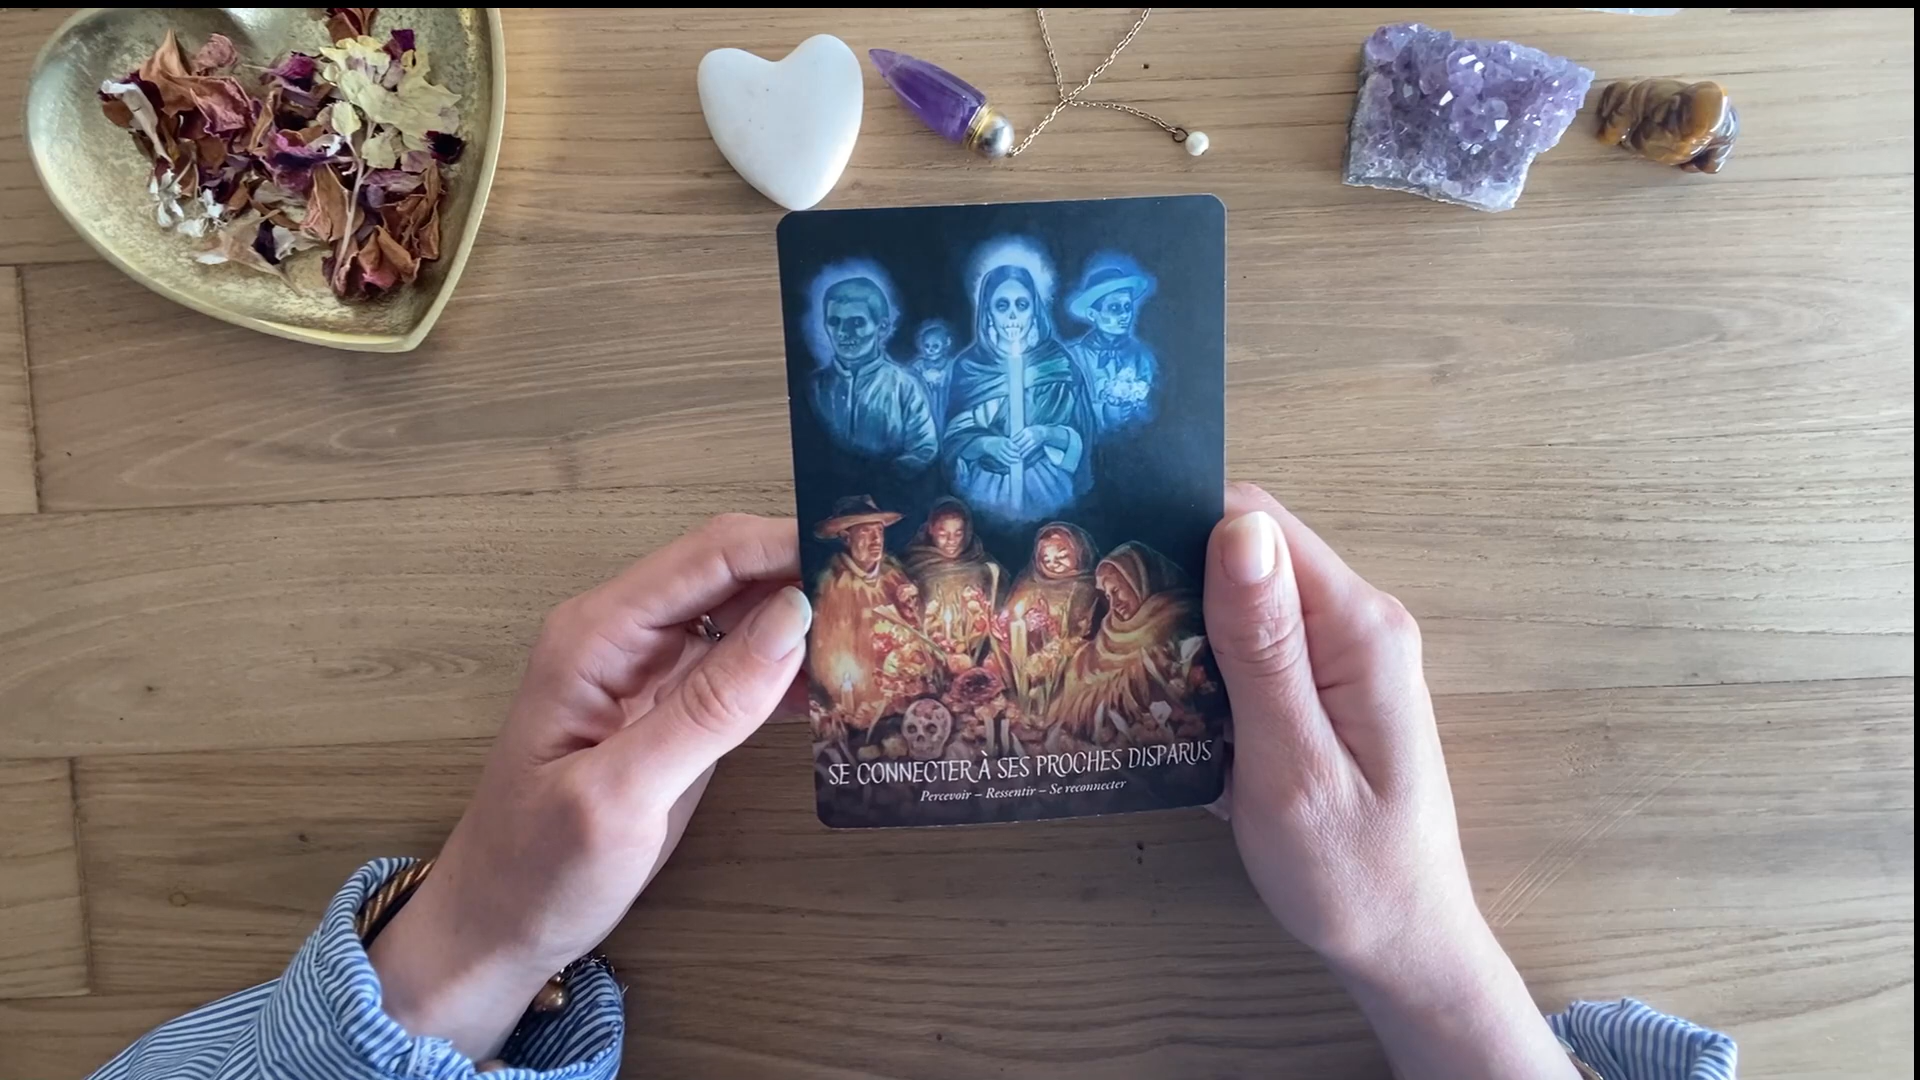 SE CONNECTER À SES PROCHES DISPARUS
Percevoir – Ressentir – Se reconnecter